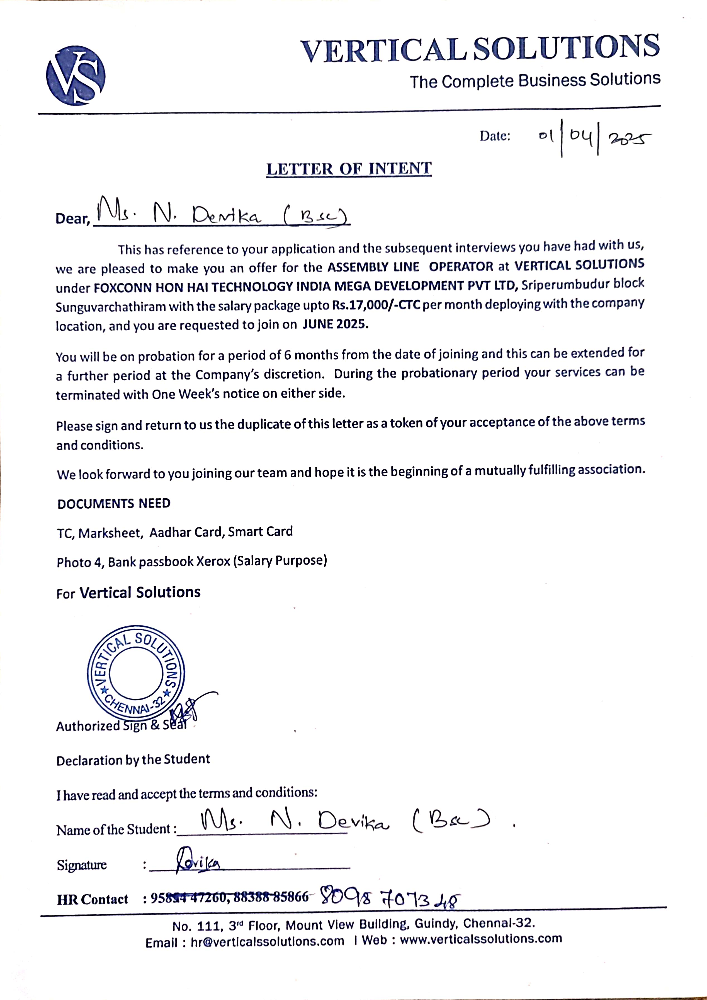 VS
VERTICAL SOLUTIONS
The Complete Business Solutions
Date: 01/04/2025
LETTER OF INTENT
Dear, Ms. N. Devika (Bsc)
This has reference to your application and the subsequent interviews you have had with us,
we are pleased to make you an offer for the ASSEMBLY LINE OPERATOR at VERTICAL SOLUTIONS
under FOXCONN HON HAI TECHNOLOGY INDIA MEGA DEVELOPMENT PVT LTD, Sriperumbudur block
Sunguvarchathiram with the salary package upto Rs.17,000/-CTC per month deploying with the company
location, and you are requested to join on JUNE 2025.
You will be on probation for a period of 6 months from the date of joining and this can be extended for
a further period at the Company's discretion. During the probationary period your services can be
terminated with One Week's notice on either side.
Please sign and return to us the duplicate of this letter as a token of your acceptance of the above terms
and conditions.
We look forward to you joining our team and hope it is the beginning of a mutually fulfilling association.
DOCUMENTS NEED
TC, Marksheet, Aadhar Card, Smart Card
Photo 4, Bank passbook Xerox (Salary Purpose)
For Vertical Solutions
VERTICAL SOLUTIONS
★ CHENNAI-32 ★
Authorized Sign & Seal
Declaration by the Student
I have read and accept the terms and conditions:
Name of the Student : Ms. N. Devika (Bsc).
Signature : Devika
HR Contact : 47260, 88388 85866 80987 07348
No. 111, 3rd Floor, Mount View Building, Guindy, Chennai-32.
Email : hr@verticalssolutions.com I Web : www.verticalssolutions.com